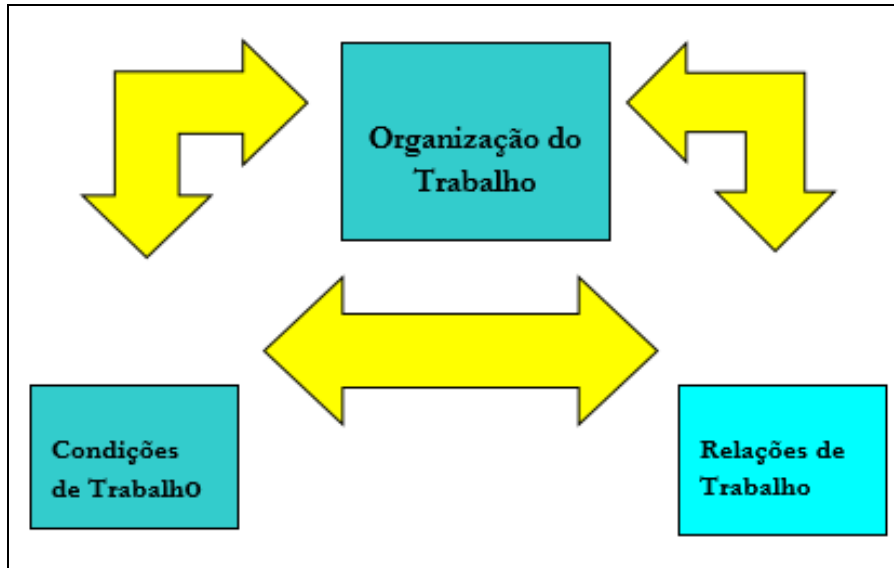 Organização do
Trabalho
Condições
de Trabalh0
Relações de
Trabalho